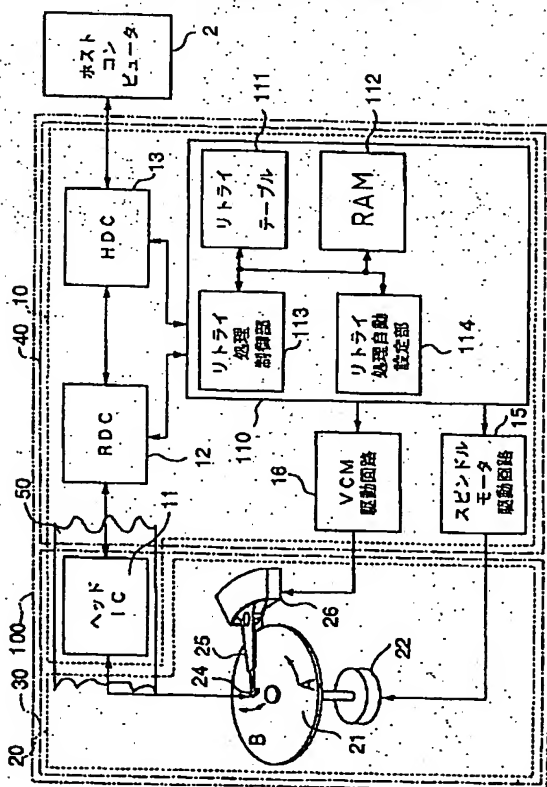 ホスト
コン
ピュータ
2
13
HDC
40
10
RDC
12
50
11
ヘッド
IC
100
30
20
111
リトライ
テーブル
112
RAM
リトライ
処理
制御部
113
リトライ
処理自動
設定部
114
110
16
VCM
駆動回路
15
スピンドル
モータ
駆動回路
24
25
26
B
A
21
22